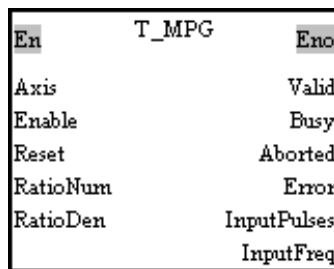 T_MPG
En Eno
Axis Valid
Enable Busy
Reset Aborted
RatioNum Error
RatioDen InputPulses
InputFreq